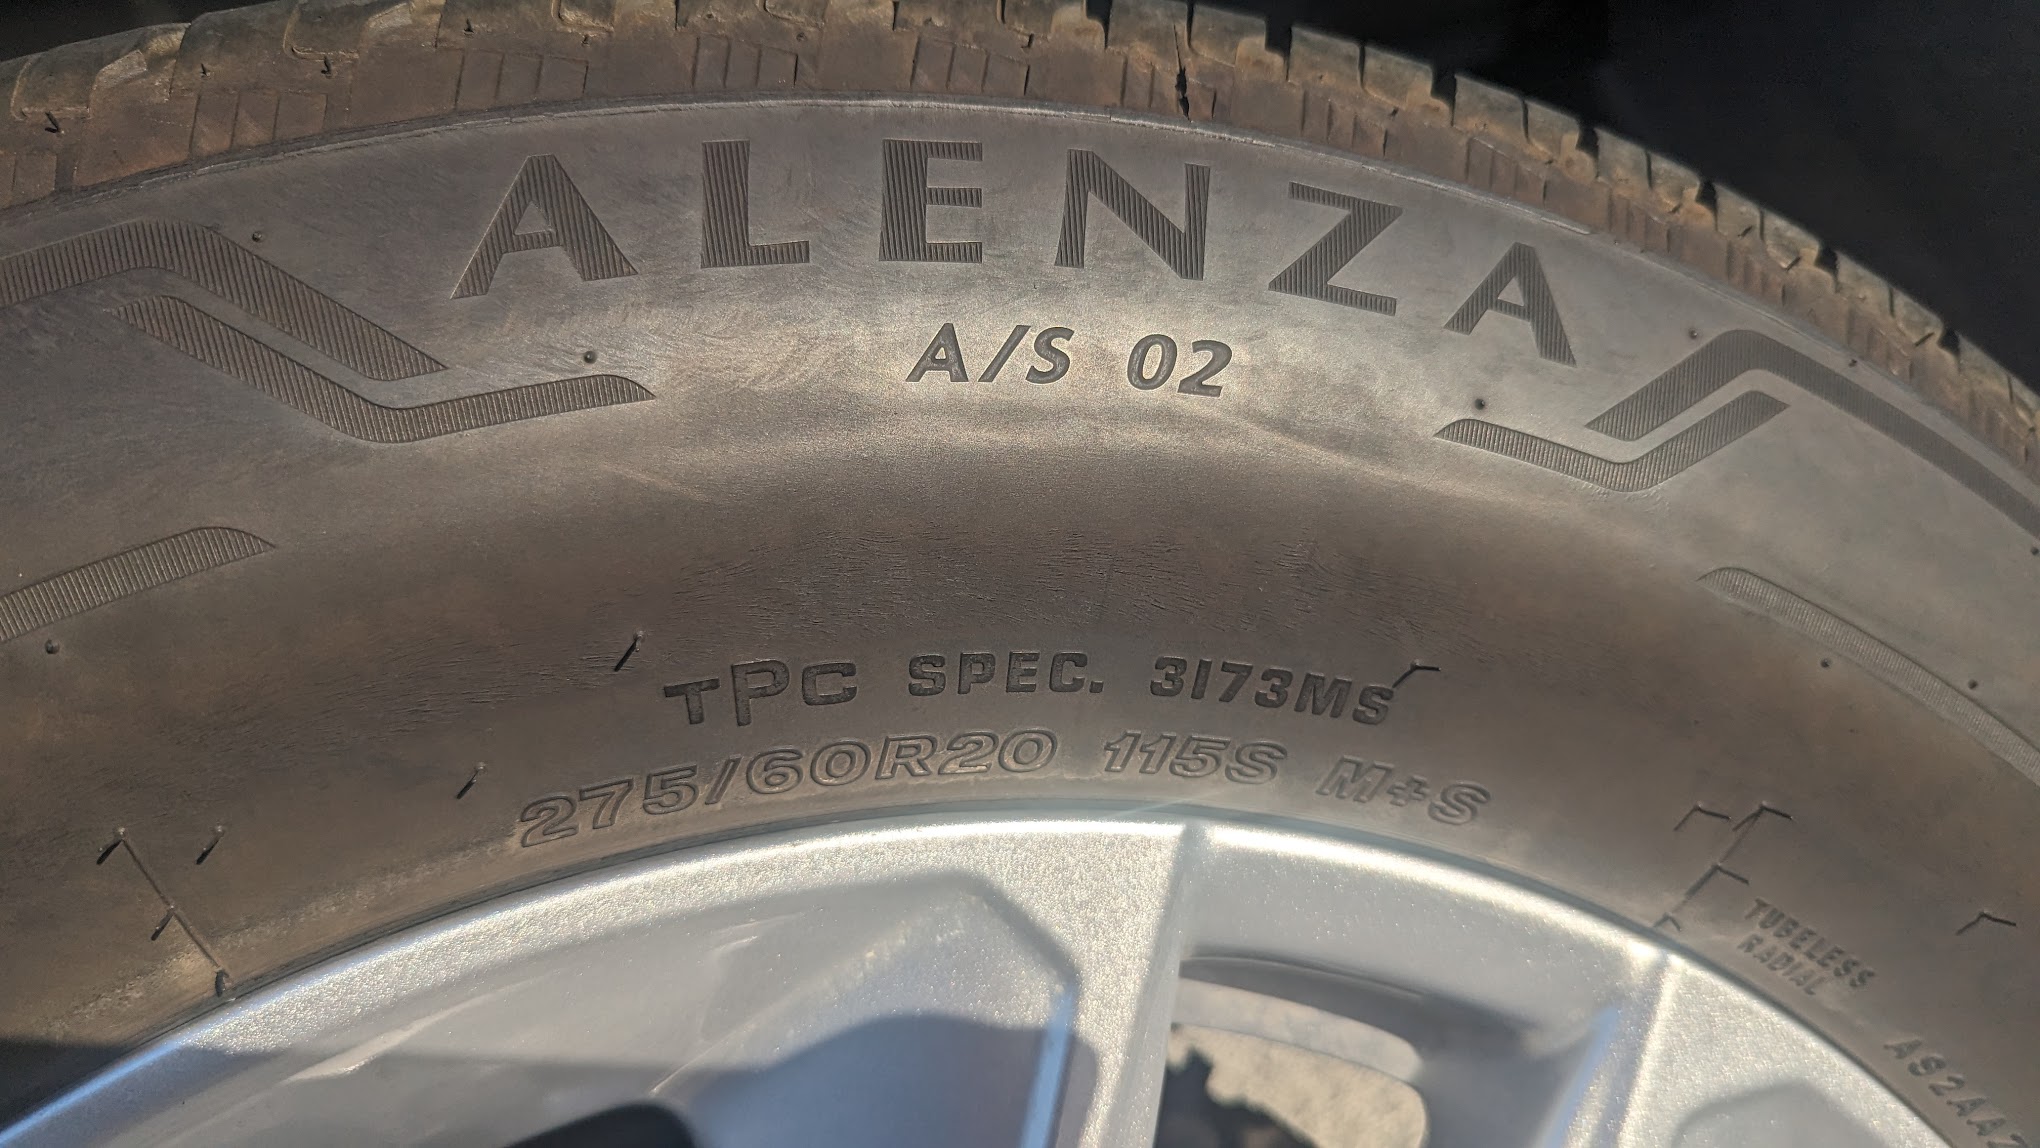 ALENZA
A/S 02
TPC SPEC. 3173MS
275/60R20 115S M+S
TUBELESS
RADIAL